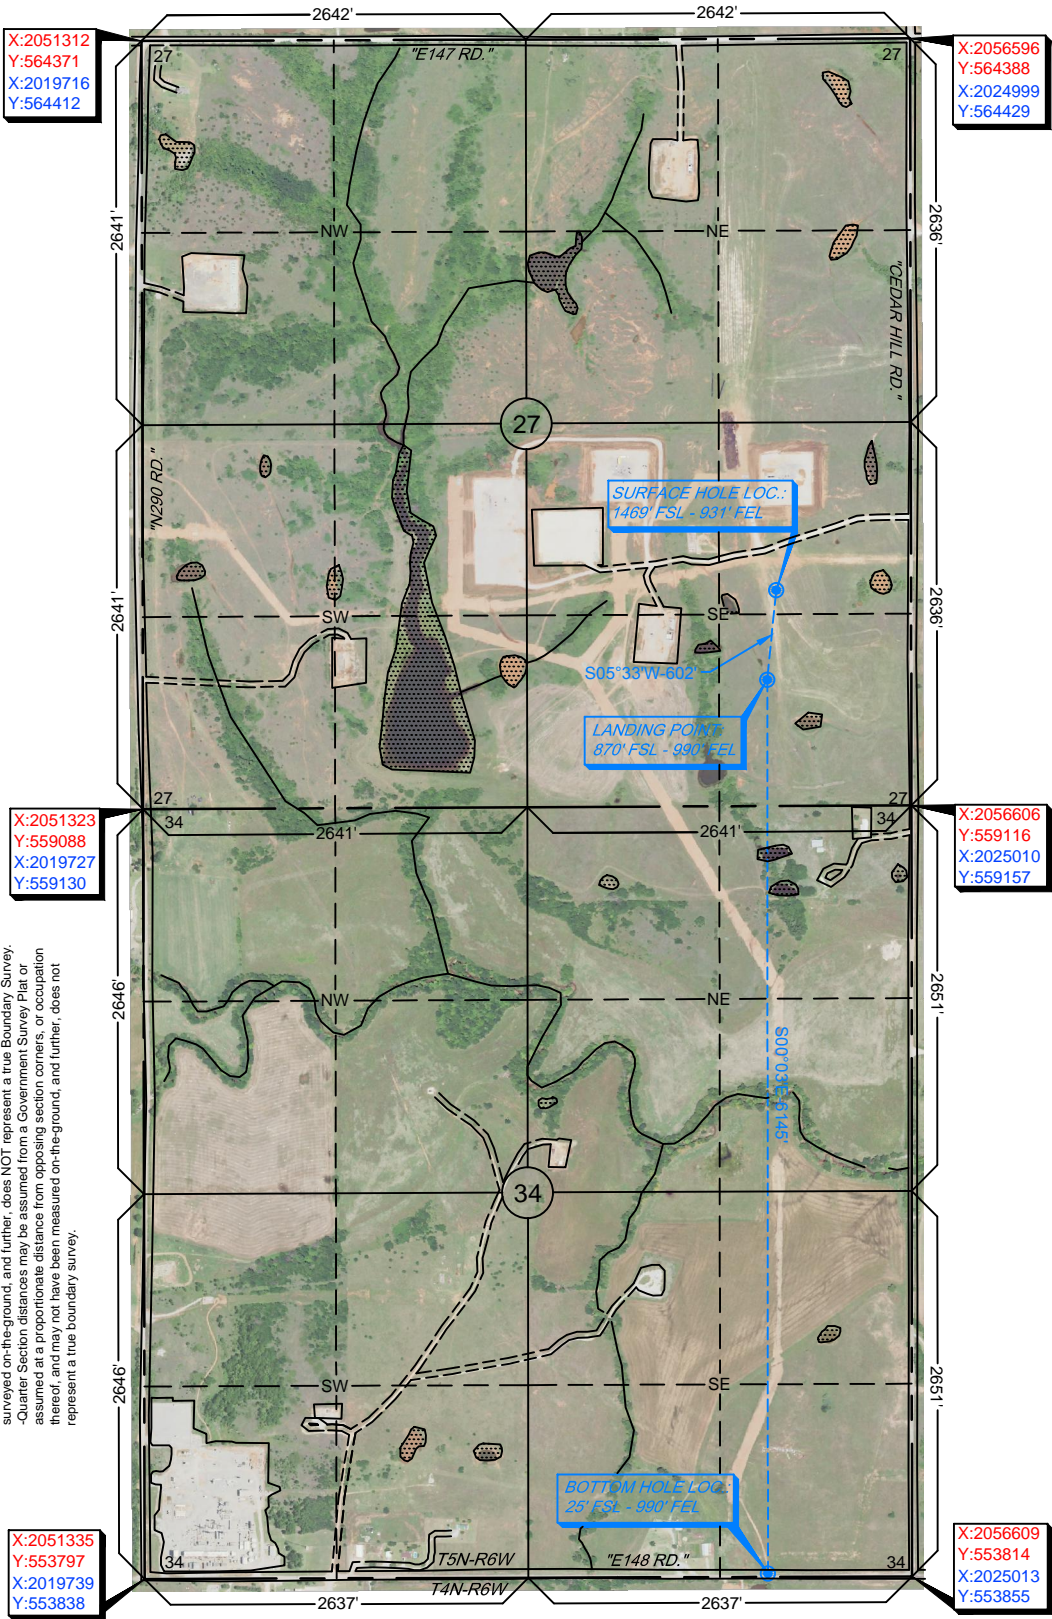 2642'
2642'
X:2051312
Y:564371
X:2019716
Y:564412
X:2056596
Y:564388
X:2024999
Y:564429
27
"E147 RD."
27
2641'
2636'
NW
NE
"CEDAR HILL RD."
27
"N290 RD."
SURFACE HOLE LOC.:
1469' FSL - 931' FEL
2641'
2636'
SW
SE
S05°33'W-602'
LANDING POINT:
870' FSL - 990' FEL
27
27
X:2051323
Y:559088
X:2019727
Y:559130
34
2641'
2641'
34
X:2056606
Y:559116
X:2025010
Y:559157
surveyed on-the-ground, and further, does NOT represent a true Boundary Survey.
-Quarter Section distances may be assumed from a Government Survey Plat or
assumed at a proportionate distance from opposing section corners, or occupation
thereof, and may not have been measured on-the-ground, and further, does not
represent a true boundary survey.
2646'
2651'
NW
NE
S00°03'E-6145'
34
2646'
2651'
SW
SE
BOTTOM HOLE LOC.:
25' FSL - 990' FEL
X:2051335
Y:553797
X:2019739
Y:553838
34
T5N-R6W
"E148 RD."
34
T4N-R6W
X:2056609
Y:553814
X:2025013
Y:553855
2637'
2637'